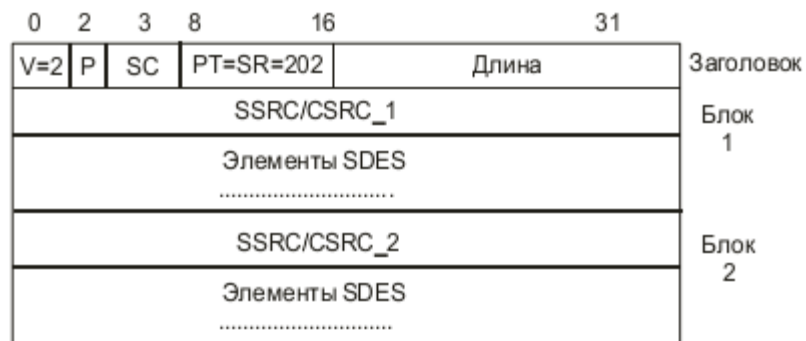 0 2 3 8 16 31
V=2 P SC PT=SR=202 Длина Заголовок
SSRC/CSRC_1 Блок
1
Элементы SDES
.............................
SSRC/CSRC_2 Блок
2
Элементы SDES
.............................